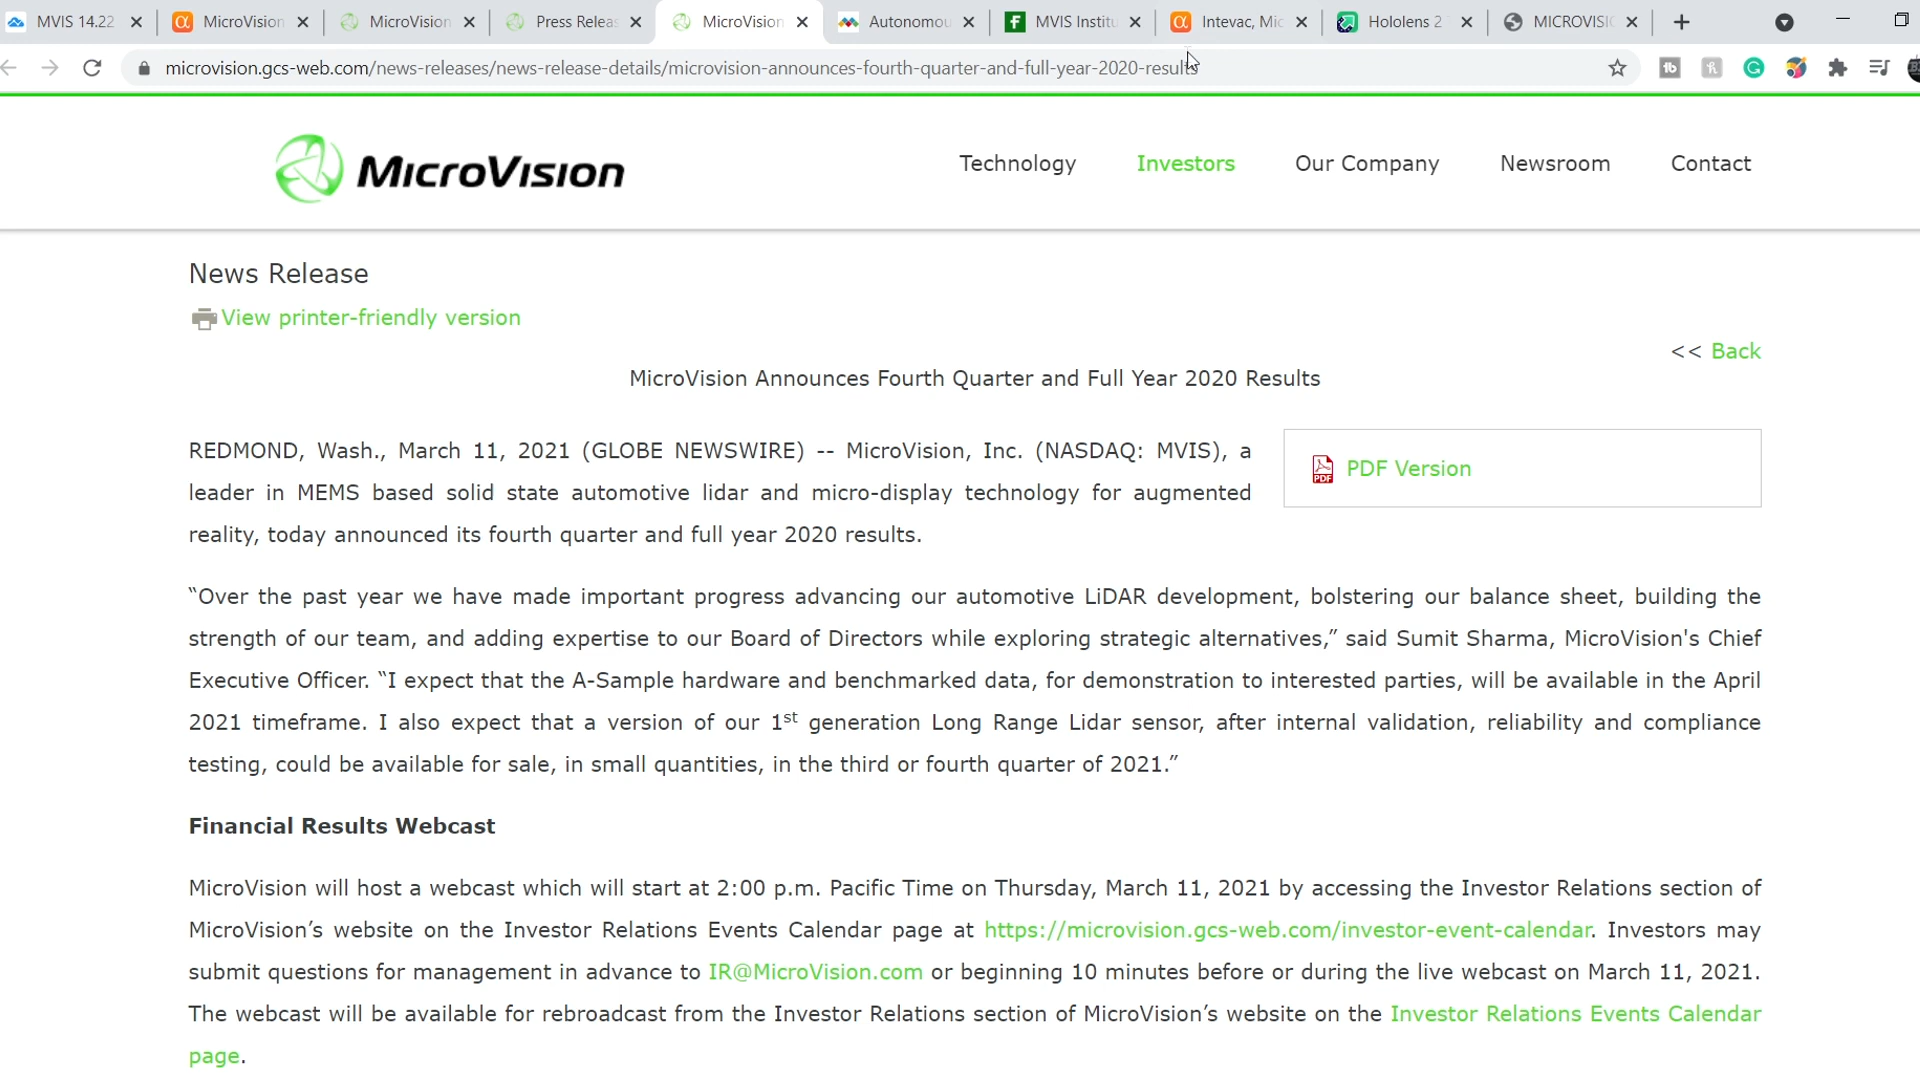 MVIS 14.22
MicroVision
MicroVision
Press Releas
MicroVision
Autonomou
MVIS Institu
Intevac, Mic
Hololens 2
MICROVISIO
microvision.gcs-web.com/news-releases/news-release-details/microvision-announces-fourth-quarter-and-full-year-2020-results
MICROVISION
Technology
Investors
Our Company
Newsroom
Contact
News Release
View printer-friendly version
<< Back
MicroVision Announces Fourth Quarter and Full Year 2020 Results
REDMOND, Wash., March 11, 2021 (GLOBE NEWSWIRE) -- MicroVision, Inc. (NASDAQ: MVIS), a
leader in MEMS based solid state automotive lidar and micro-display technology for augmented
reality, today announced its fourth quarter and full year 2020 results.
PDF Version
“Over the past year we have made important progress advancing our automotive LiDAR development, bolstering our balance sheet, building the
strength of our team, and adding expertise to our Board of Directors while exploring strategic alternatives,” said Sumit Sharma, MicroVision's Chief
Executive Officer. “I expect that the A-Sample hardware and benchmarked data, for demonstration to interested parties, will be available in the April
2021 timeframe. I also expect that a version of our 1st generation Long Range Lidar sensor, after internal validation, reliability and compliance
testing, could be available for sale, in small quantities, in the third or fourth quarter of 2021.”
Financial Results Webcast
MicroVision will host a webcast which will start at 2:00 p.m. Pacific Time on Thursday, March 11, 2021 by accessing the Investor Relations section of
MicroVision’s website on the Investor Relations Events Calendar page at https://microvision.gcs-web.com/investor-event-calendar. Investors may
submit questions for management in advance to IR@MicroVision.com or beginning 10 minutes before or during the live webcast on March 11, 2021.
The webcast will be available for rebroadcast from the Investor Relations section of MicroVision’s website on the Investor Relations Events Calendar
page.